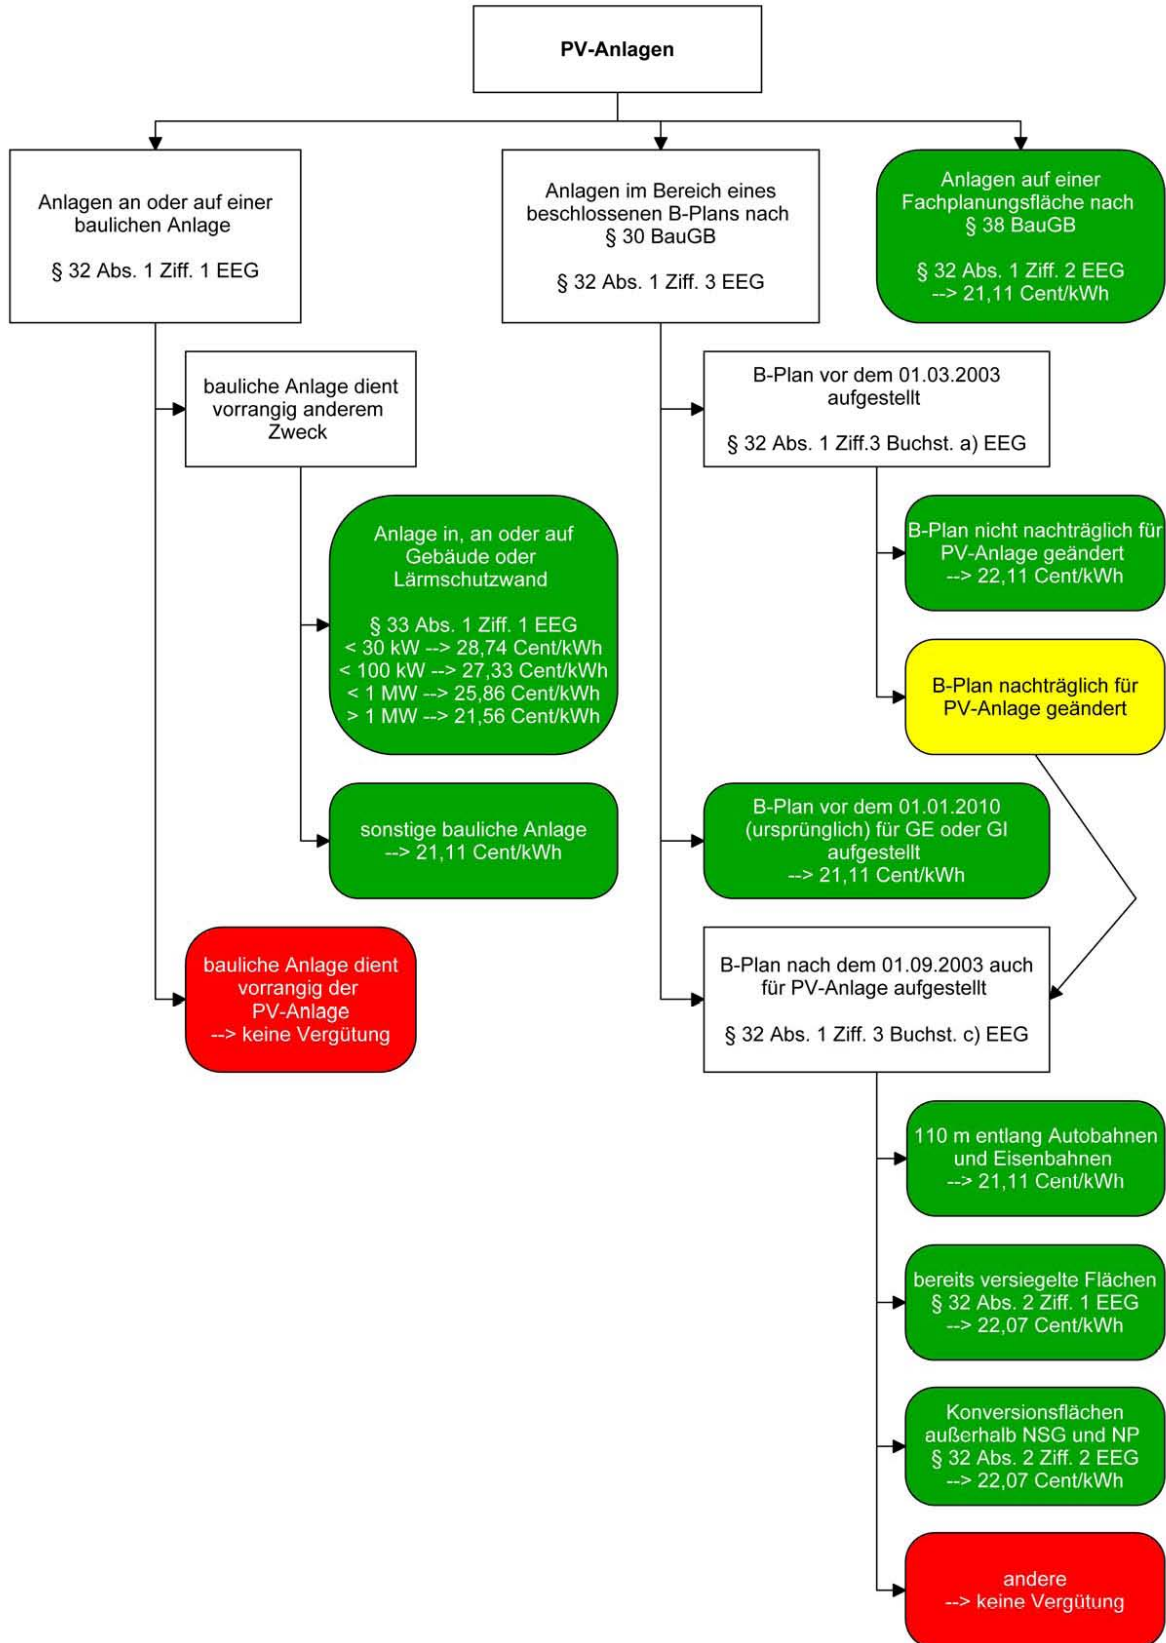 PV-Anlagen
Anlagen an oder auf einer
baulichen Anlage
§ 32 Abs. 1 Ziff. 1 EEG
Anlagen im Bereich eines
beschlossenen B-Plans nach
§ 30 BauGB
§ 32 Abs. 1 Ziff. 3 EEG
Anlagen auf einer
Fachplanungsfläche nach
§ 38 BauGB
§ 32 Abs. 1 Ziff. 2 EEG
--> 21,11 Cent/kWh
bauliche Anlage dient
vorrangig anderem
Zweck
Anlage in, an oder auf
Gebäude oder
Lärmschutzwand
§ 33 Abs. 1 Ziff. 1 EEG
< 30 kW --> 28,74 Cent/kWh
< 100 kW --> 27,33 Cent/kWh
< 1 MW --> 25,86 Cent/kWh
> 1 MW --> 21,56 Cent/kWh
sonstige bauliche Anlage
--> 21,11 Cent/kWh
bauliche Anlage dient
vorrangig der
PV-Anlage
--> keine Vergütung
B-Plan vor dem 01.03.2003
aufgestellt
§ 32 Abs. 1 Ziff.3 Buchst. a) EEG
B-Plan nicht nachträglich für
PV-Anlage geändert
--> 22,11 Cent/kWh
B-Plan nachträglich für
PV-Anlage geändert
B-Plan vor dem 01.01.2010
(ursprünglich) für GE oder GI
aufgestellt
--> 21,11 Cent/kWh
B-Plan nach dem 01.09.2003 auch
für PV-Anlage aufgestellt
§ 32 Abs. 1 Ziff. 3 Buchst. c) EEG
110 m entlang Autobahnen
und Eisenbahnen
--> 21,11 Cent/kWh
bereits versiegelte Flächen
§ 32 Abs. 2 Ziff. 1 EEG
--> 22,07 Cent/kWh
Konversionsflächen
außerhalb NSG und NP
§ 32 Abs. 2 Ziff. 2 EEG
--> 22,07 Cent/kWh
andere
--> keine Vergütung